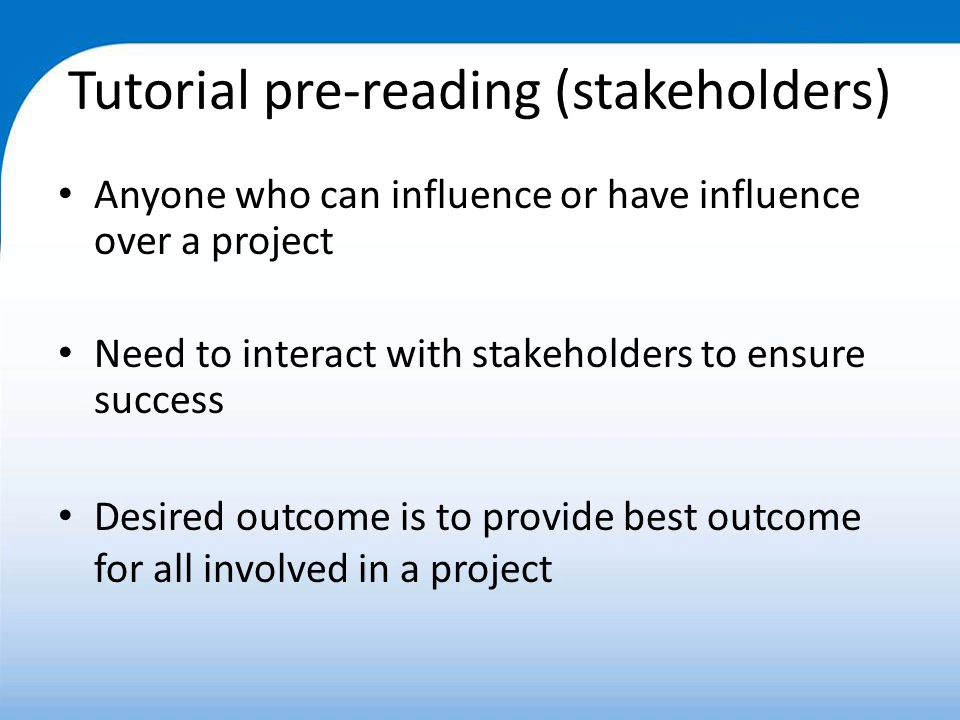 Tutorial pre-reading (stakeholders)
• Anyone who can influence or have influence
over a project
• Need to interact with stakeholders to ensure
success
• Desired outcome is to provide best outcome
for all involved in a project